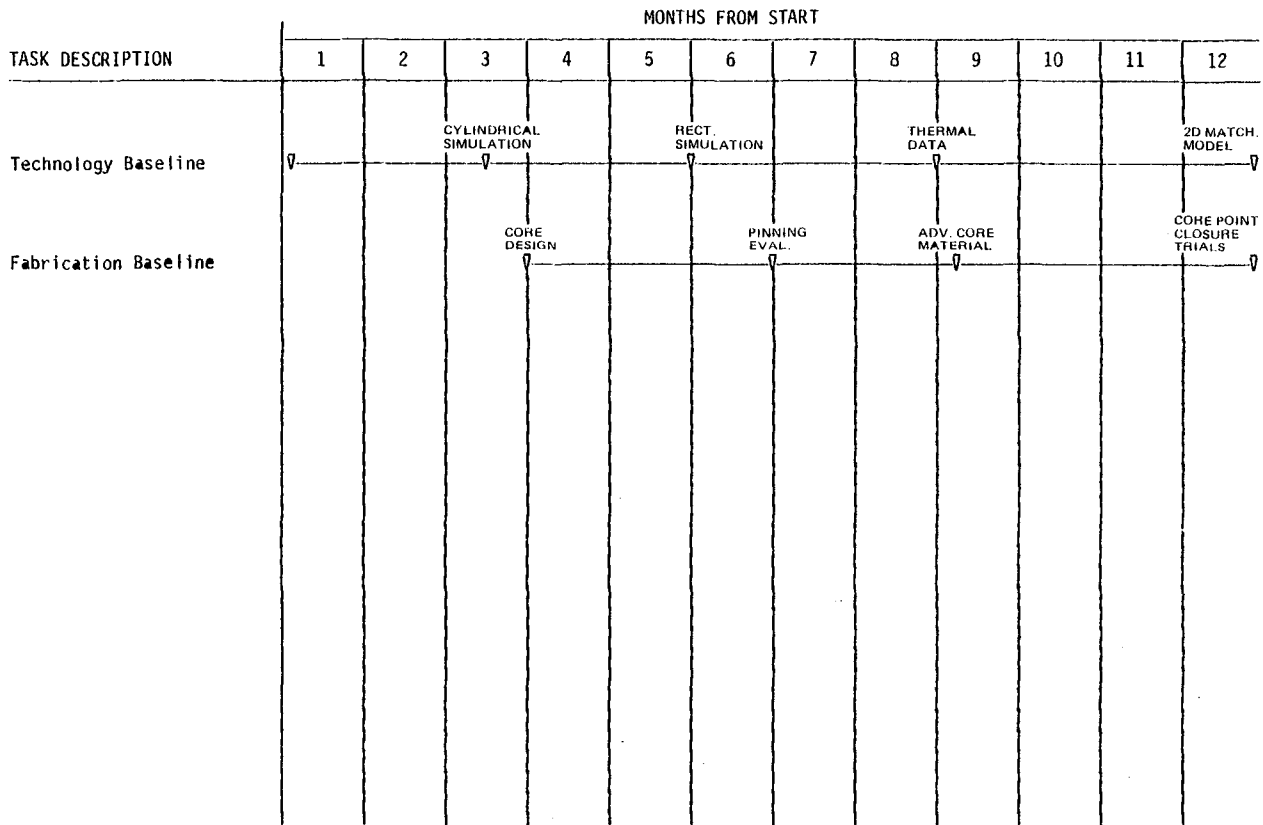 MONTHS FROM START
TASK DESCRIPTION 1 2 3 4 5 6 7 8 9 10 11 12
CYLINDRICAL
SIMULATION
RECT.
SIMULATION
THERMAL
DATA
2D MATCH.
MODEL
Technology Baseline
CORE
DESIGN
PINNING
EVAL.
ADV. CORE
MATERIAL
CORE POINT
CLOSURE
TRIALS
Fabrication Baseline